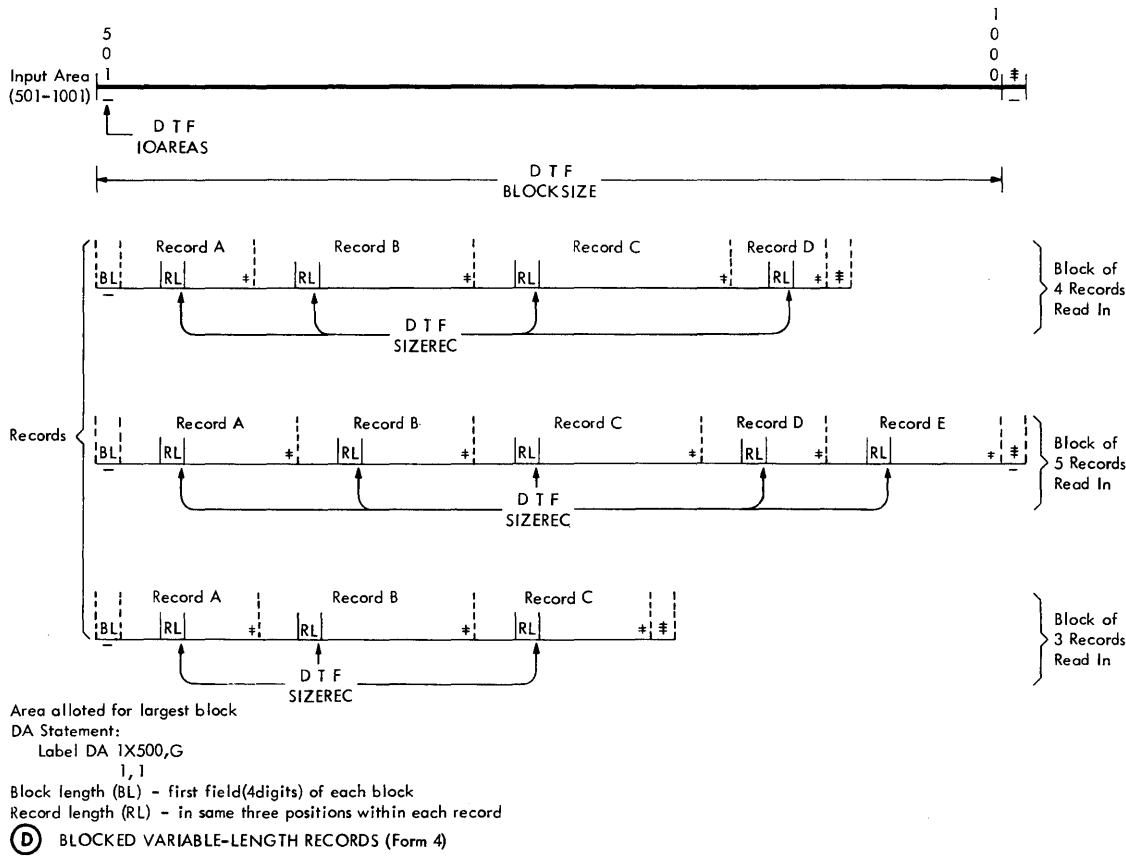 5
0
1
1
0
0
0
‡
Input Area
(501-1001)
D T F
IOAREAS
D T F
BLOCKSIZE
Records
Record A Record B Record C Record D
BL RL ‡ RL ‡ RL ‡ RL ‡ ‡
D T F
SIZEREC
Block of
4 Records
Read In
Record A Record B Record C Record D Record E
BL RL ‡ RL ‡ RL ‡ RL ‡ RL ‡ ‡
D T F
SIZEREC
Block of
5 Records
Read In
Record A Record B Record C
BL RL ‡ RL ‡ RL ‡ ‡
D T F
SIZEREC
Block of
3 Records
Read In
Area alloted for largest block
DA Statement:
Label DA 1X500,G
1,1
Block length (BL) - first field(4digits) of each block
Record length (RL) - in same three positions within each record
D BLOCKED VARIABLE-LENGTH RECORDS (Form 4)